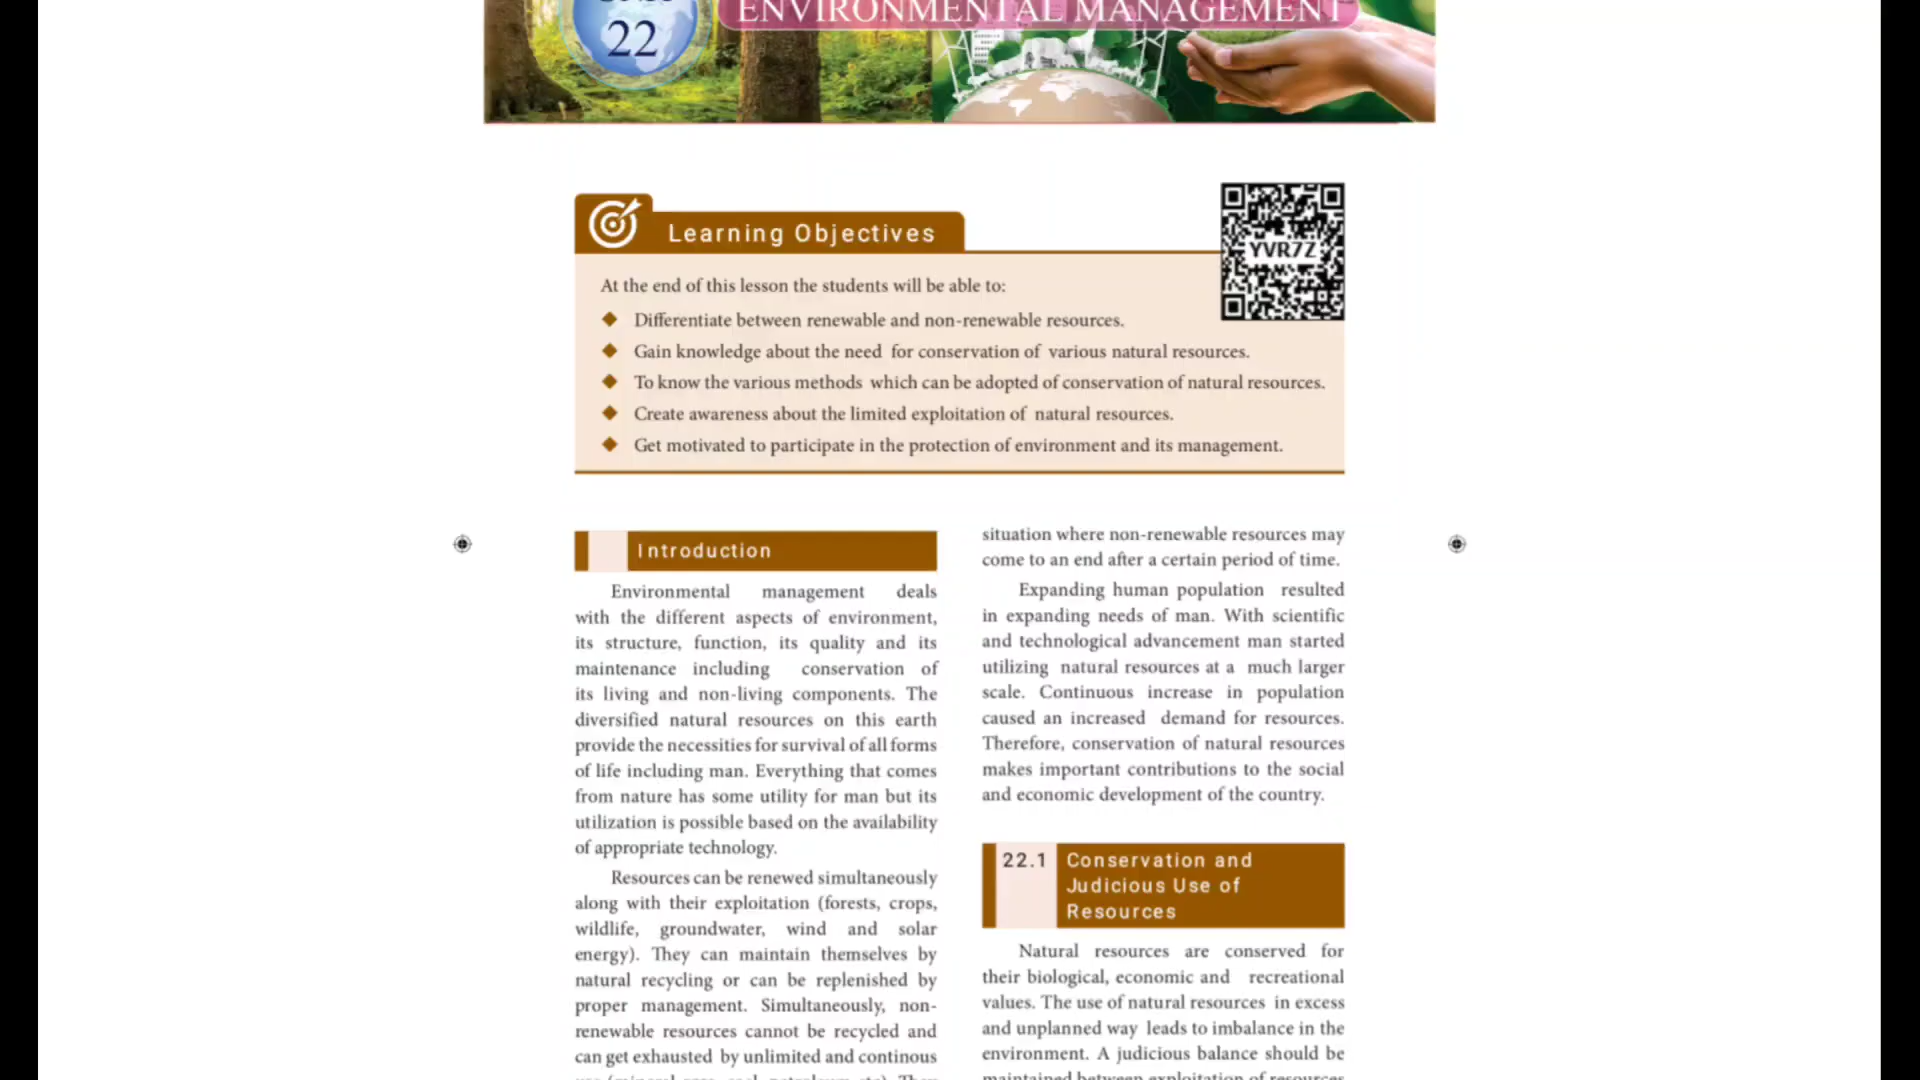 ENVIRONMENTAL MANAGEMENT
22
Learning Objectives
YVR7Z
At the end of this lesson the students will be able to:
Differentiate between renewable and non-renewable resources.
Gain knowledge about the need for conservation of various natural resources.
To know the various methods which can be adopted of conservation of natural resources.
Create awareness about the limited exploitation of natural resources.
Get motivated to participate in the protection of environment and its management.
Introduction
Environmental management deals
with the different aspects of environment,
its structure, function, its quality and its
maintenance including conservation of
its living and non-living components. The
diversified natural resources on this earth
provide the necessities for survival of all forms
of life including man. Everything that comes
from nature has some utility for man but its
utilization is possible based on the availability
of appropriate technology.
Resources can be renewed simultaneously
along with their exploitation (forests, crops,
wildlife, groundwater, wind and solar
energy). They can maintain themselves by
natural recycling or can be replenished by
proper management. Simultaneously, non-
renewable resources cannot be recycled and
can get exhausted by unlimited and continous
situation where non-renewable resources may
come to an end after a certain period of time.
Expanding human population resulted
in expanding needs of man. With scientific
and technological advancement man started
utilizing natural resources at a much larger
scale. Continuous increase in population
caused an increased demand for resources.
Therefore, conservation of natural resources
makes important contributions to the social
and economic development of the country.
22.1 Conservation and
Judicious Use of
Resources
Natural resources are conserved for
their biological, economic and recreational
values. The use of natural resources in excess
and unplanned way leads to imbalance in the
environment. A judicious balance should be
maintained between exploitation of resources